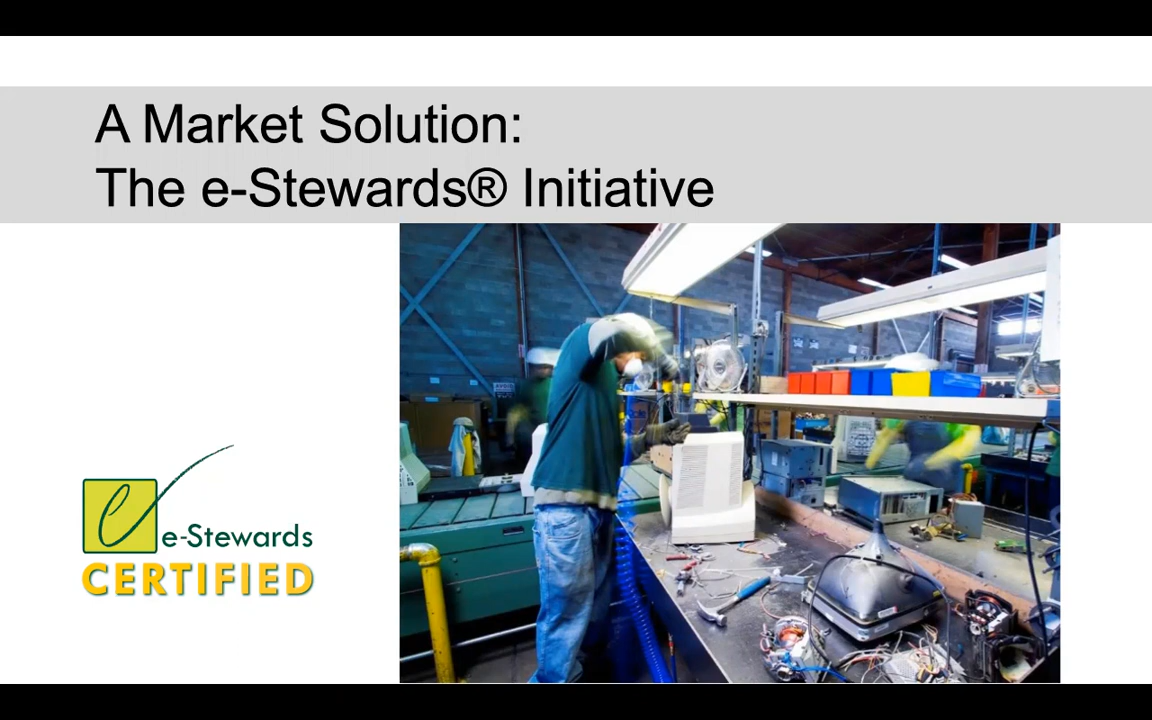 A Market Solution:
The e-Stewards® Initiative
e-Stewards
CERTIFIED